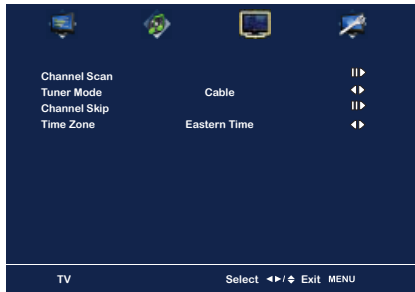 Channel Scan
Tuner Mode Cable
Channel Skip
Time Zone Eastern Time
TV Select ◄►/⬍ Exit MENU